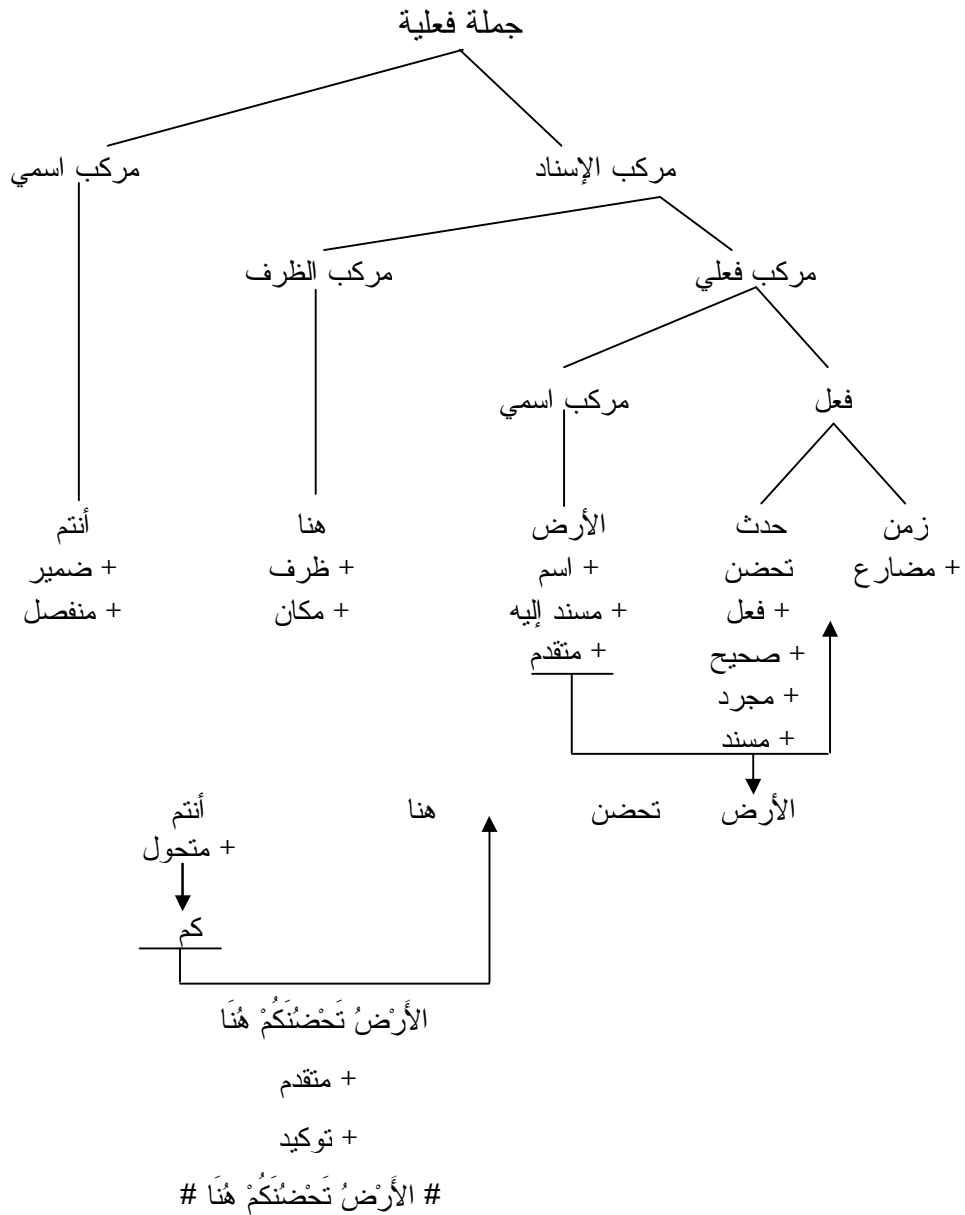 جملة فعلية
مركب الإسناد مركب اسمي
مركب فعلي مركب الظرف
فعل مركب اسمي
زمن حدث الأرض هنا أنتم
+ مضارع تحضن + اسم + ظرف + ضمير
+ فعل + مسند إليه + مكان + منفصل
+ صحيح + متقدم
+ مجرد
+ مسند
الأرض تحضن هنا أنتم
+ متحول
كم
الأَرْضُ تَحْضُنَكُمْ هُنَا
+ متقدم
+ توكيد
# الأَرْضُ تَحْضُنَكُمْ هُنَا #